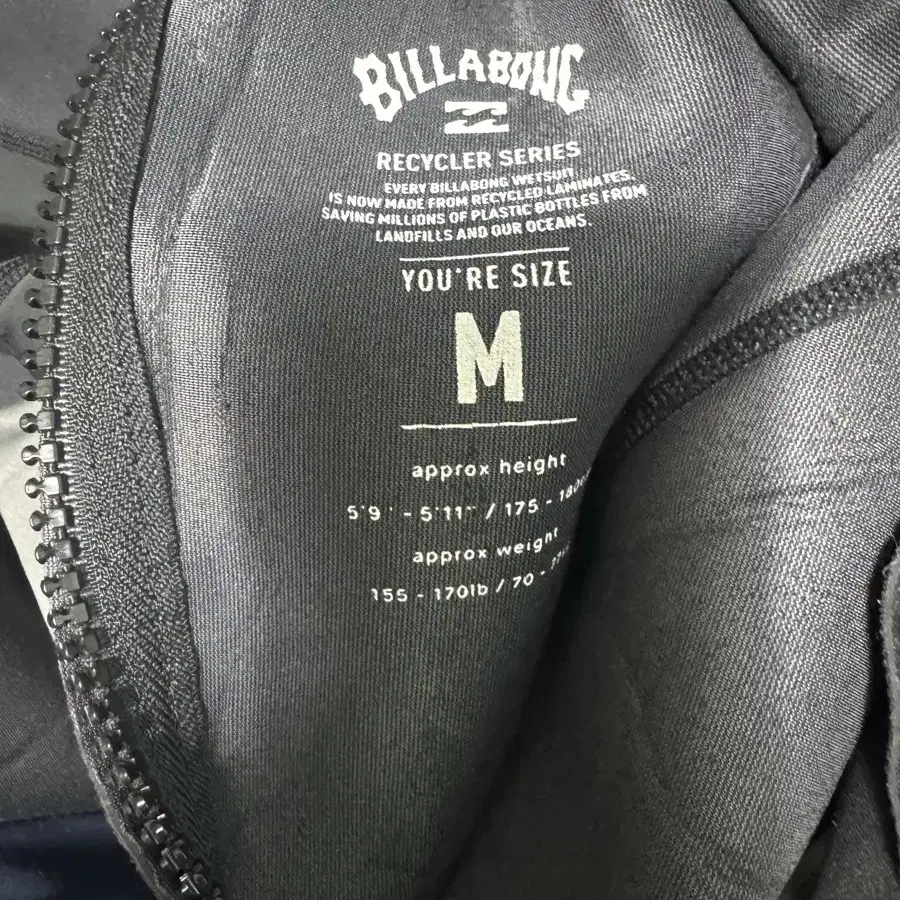 BILLABONG
RECYCLER SERIES
EVERY BILLABONG WETSUIT
IS NOW MADE FROM RECYCLED LAMINATES,
SAVING MILLIONS OF PLASTIC BOTTLES FROM
LANDFILLS AND OUR OCEANS.
YOU'RE SIZE
M
approx height
5'9" - 5'11" / 175 -
approx weight
155 - 170lb / 70 -